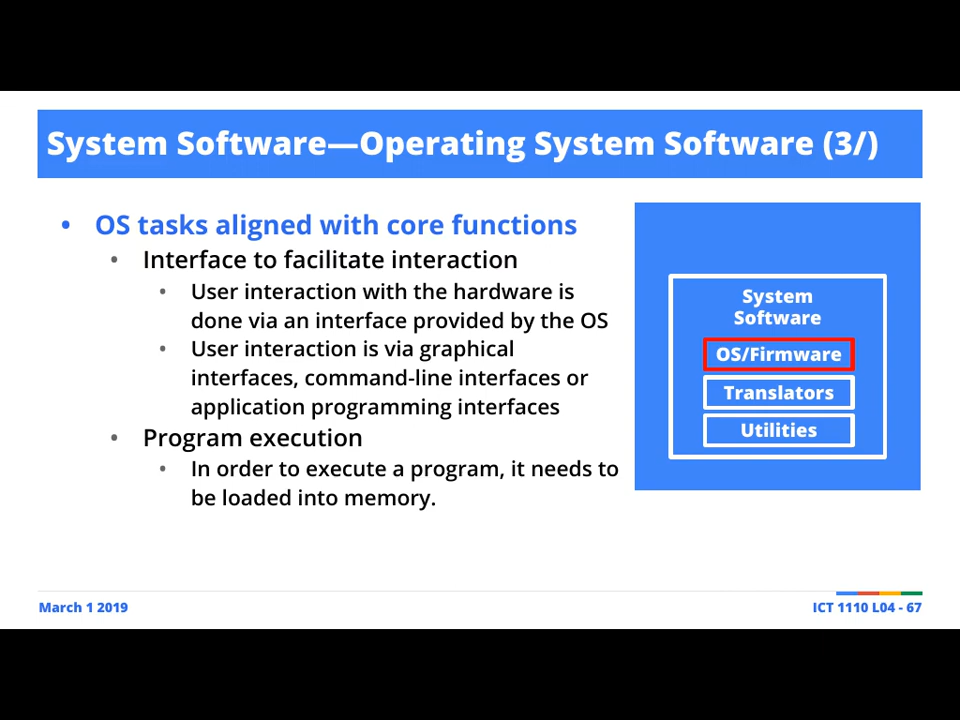 System Software—Operating System Software (3/)
• OS tasks aligned with core functions
• Interface to facilitate interaction
• User interaction with the hardware is
done via an interface provided by the OS
• User interaction is via graphical
interfaces, command-line interfaces or
application programming interfaces
• Program execution
• In order to execute a program, it needs to
be loaded into memory.
System
Software
OS/Firmware
Translators
Utilities
March 1 2019
ICT 1110 L04 - 67